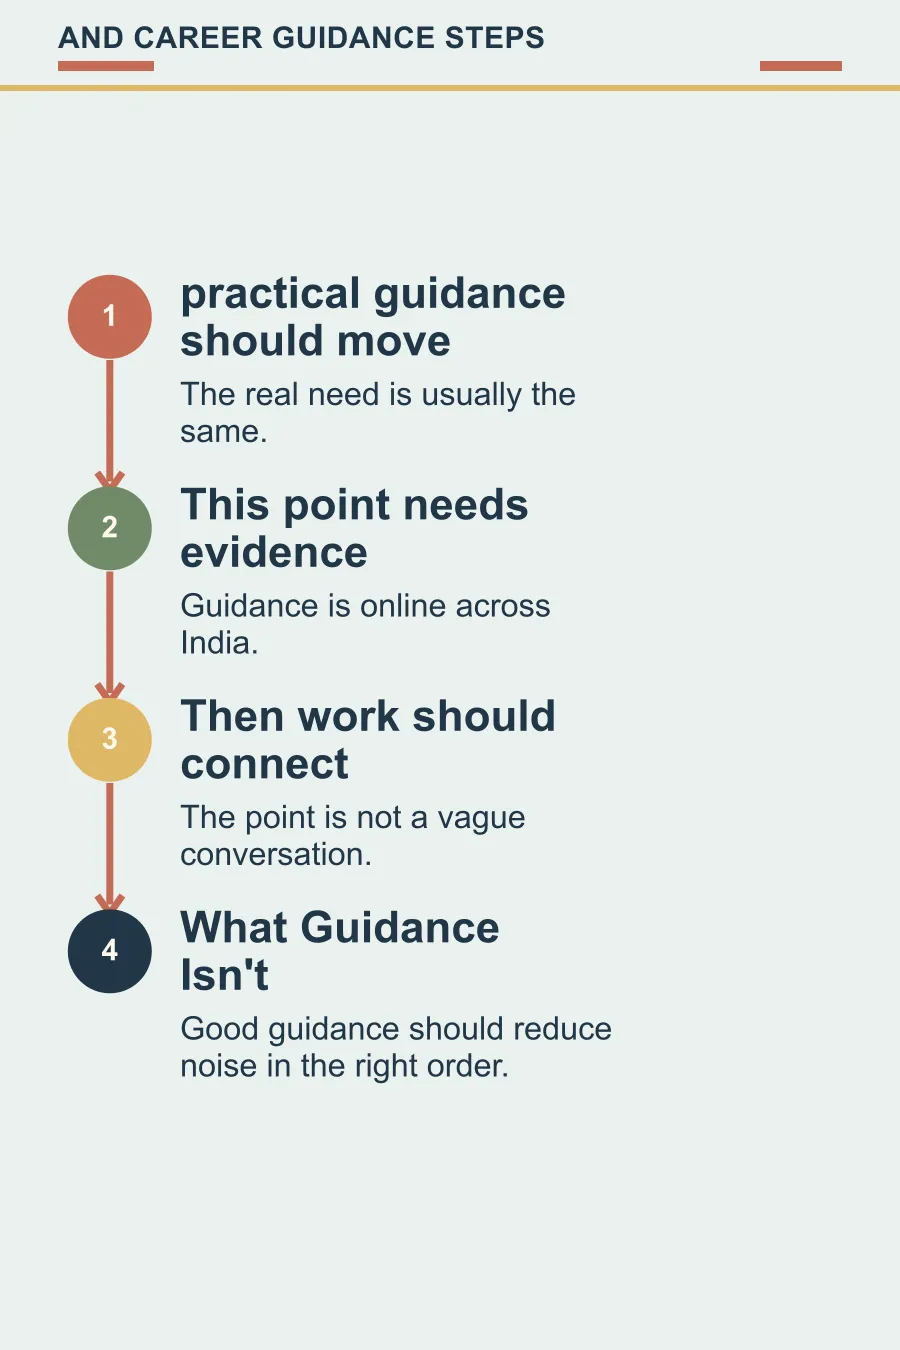 AND CAREER GUIDANCE STEPS
1
practical guidance
should move
The real need is usually the
same.
2
This point needs
evidence
Guidance is online across
India.
3
Then work should
connect
The point is not a vague
conversation.
4
What Guidance
Isn't
Good guidance should reduce
noise in the right order.